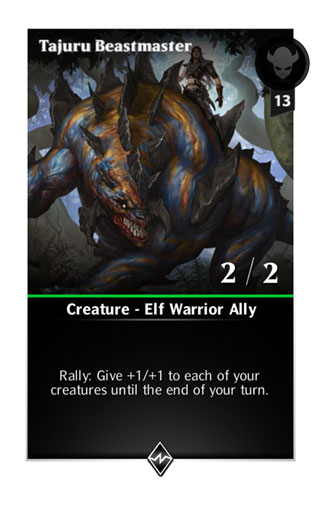 Tajuru Beastmaster
13
2/2
Creature - Elf Warrior Ally
Rally: Give +1/+1 to each of your
creatures until the end of your turn.